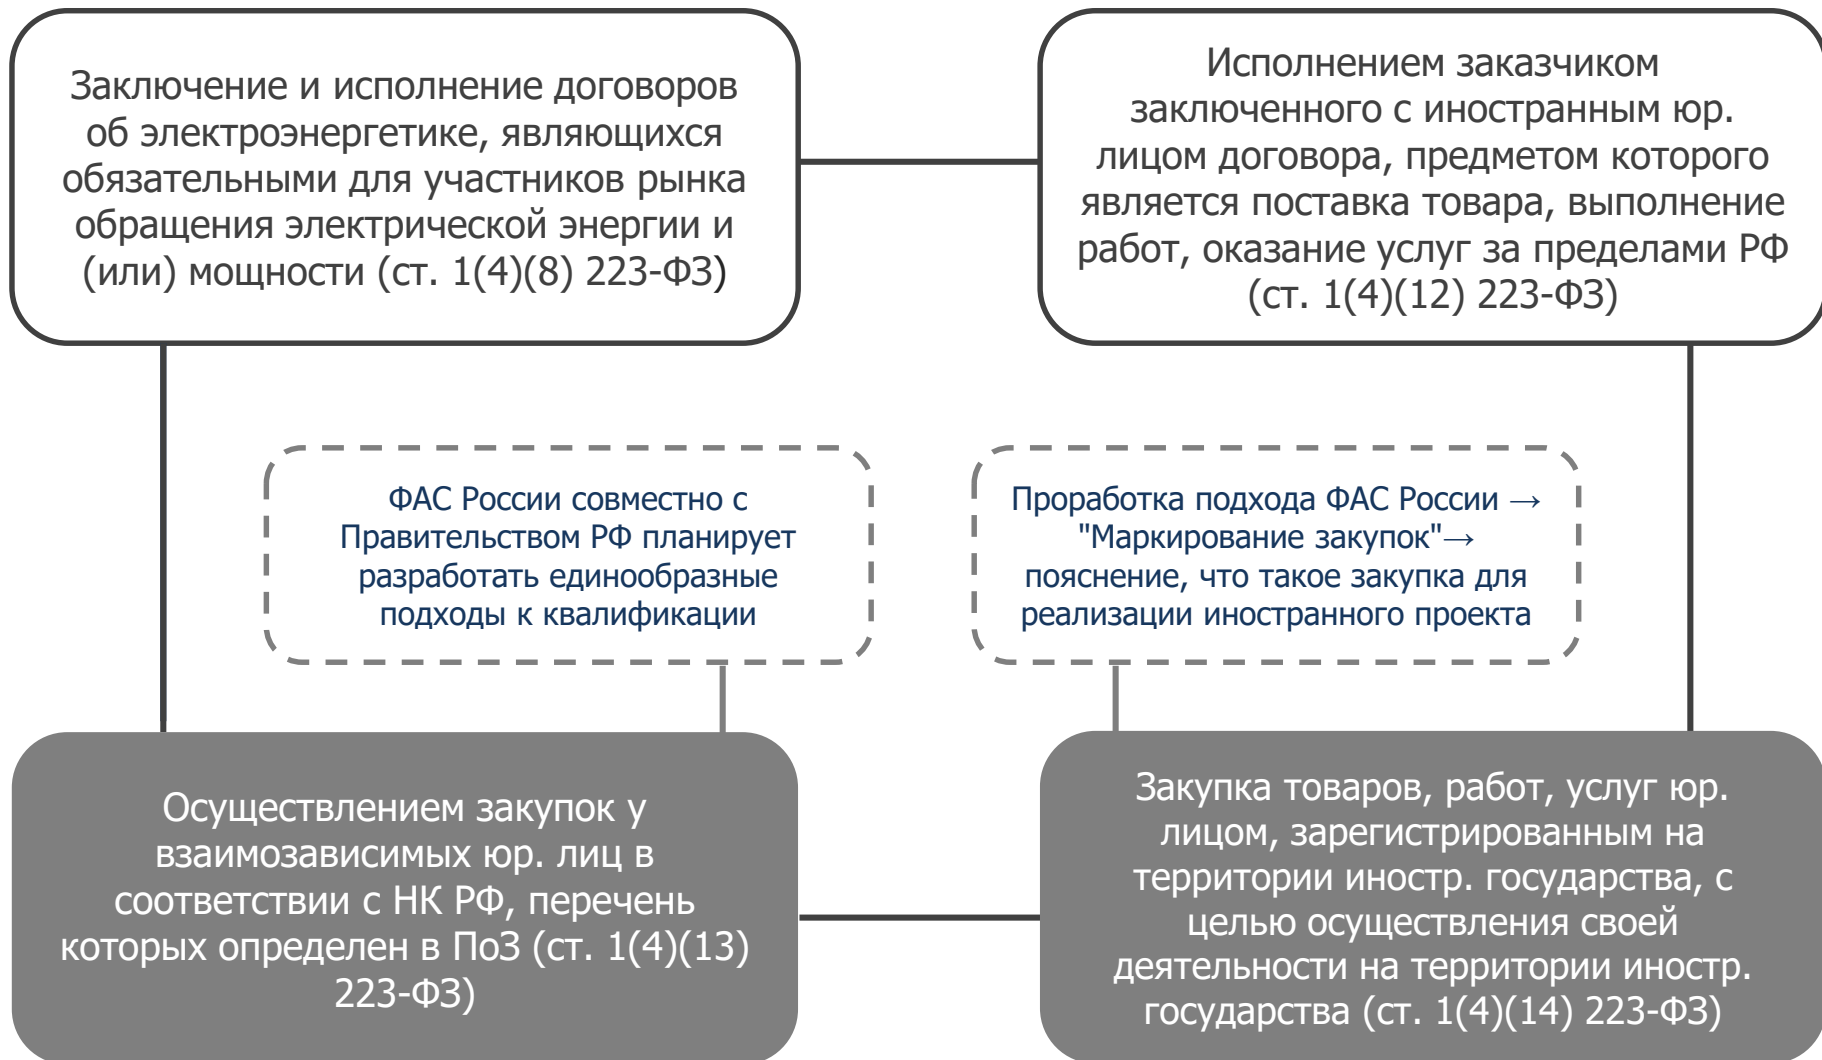 Заключение и исполнение договоров
об электроэнергетике, являющихся
обязательными для участников рынка
обращения электрической энергии и
(или) мощности (ст. 1(4)(8) 223-ФЗ)
Исполнением заказчиком
заключенного с иностранным юр.
лицом договора, предметом которого
является поставка товара, выполнение
работ, оказание услуг за пределами РФ
(ст. 1(4)(12) 223-ФЗ)
ФАС России совместно с
Правительством РФ планирует
разработать единообразные
подходы к квалификации
Проработка подхода ФАС России →
"Маркирование закупок"→
пояснение, что такое закупка для
реализации иностранного проекта
Осуществлением закупок у
взаимозависимых юр. лиц в
соответствии с НК РФ, перечень
которых определен в ПоЗ (ст. 1(4)(13)
223-ФЗ)
Закупка товаров, работ, услуг юр.
лицом, зарегистрированным на
территории иностр. государства, с
целью осуществления своей
деятельности на территории иностр.
государства (ст. 1(4)(14) 223-ФЗ)